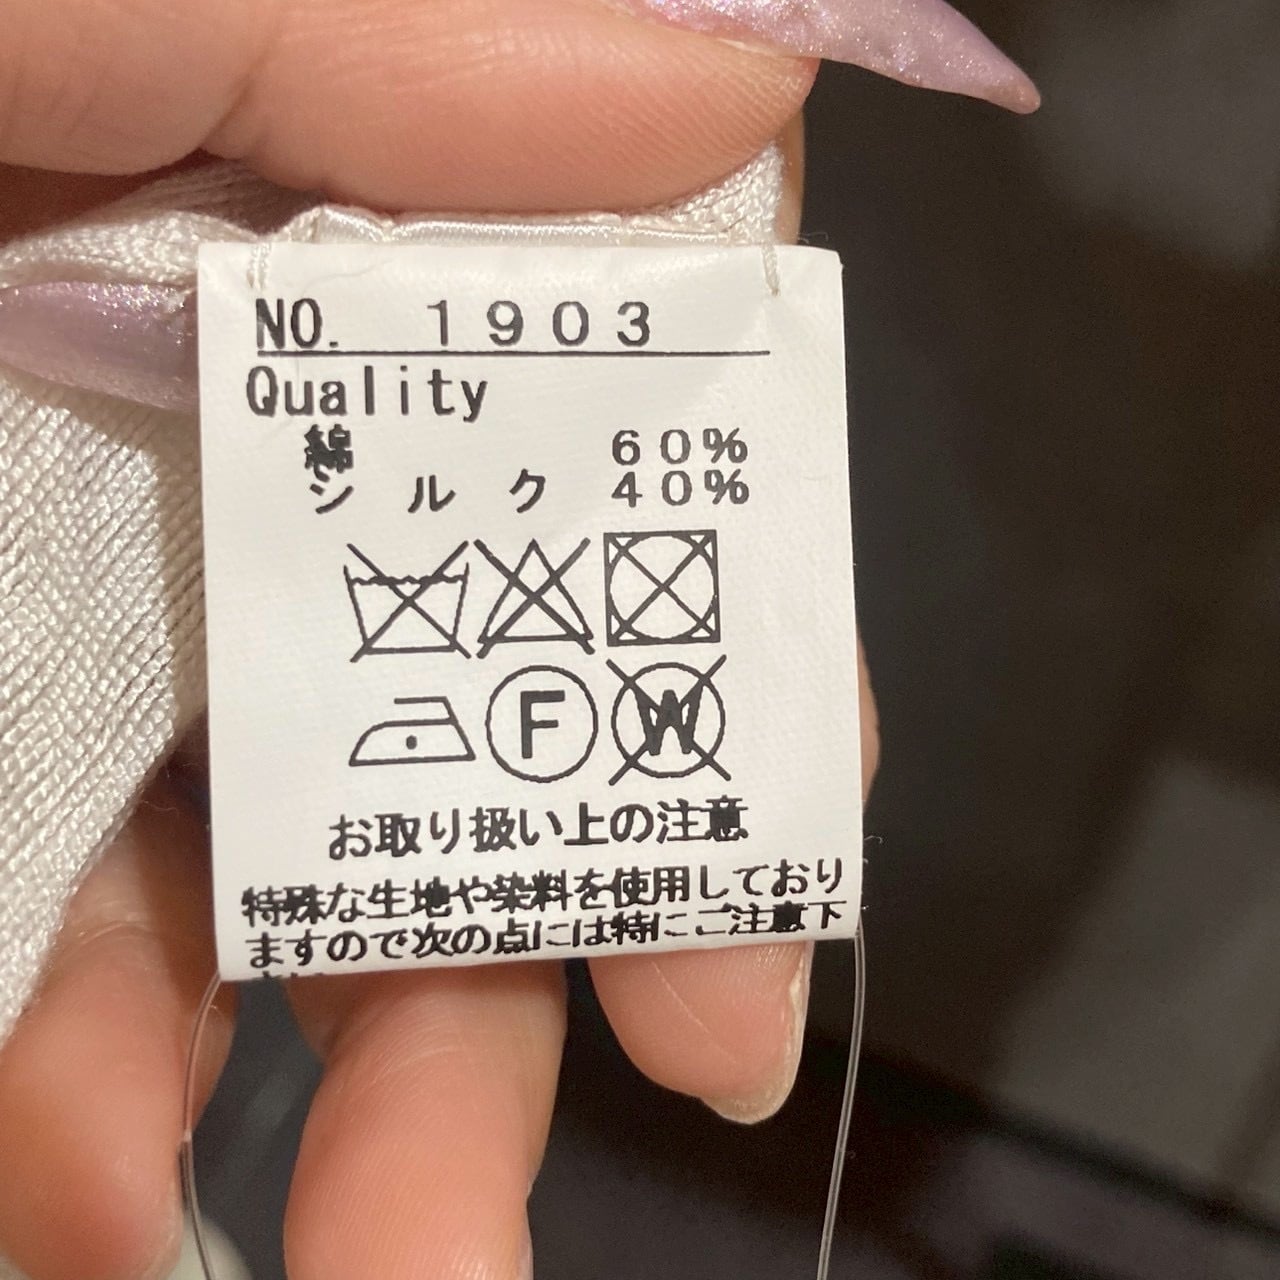 NO. 1903
Quality
綿 60%
シルク 40%
F W
お取り扱い上の注意
特殊な生地や染料を使用しており
ますので次の点には特にご注意下